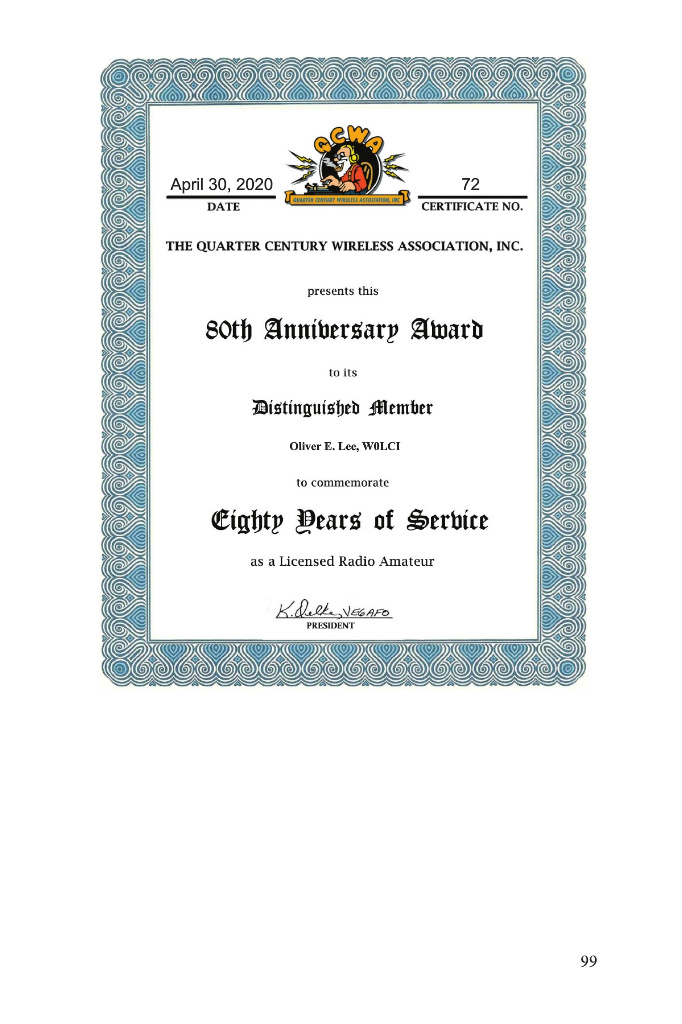 QCWA
QUARTER CENTURY WIRELESS ASSOCIATION, INC
April 30, 2020
72
DATE
CERTIFICATE NO.
THE QUARTER CENTURY WIRELESS ASSOCIATION, INC.
presents this
80th Anniversary Award
to its
Distinguished Member
Oliver E. Lee, W0LCI
to commemorate
Eighty Years of Service
as a Licensed Radio Amateur
K. Delka, VE6AFO
PRESIDENT
99